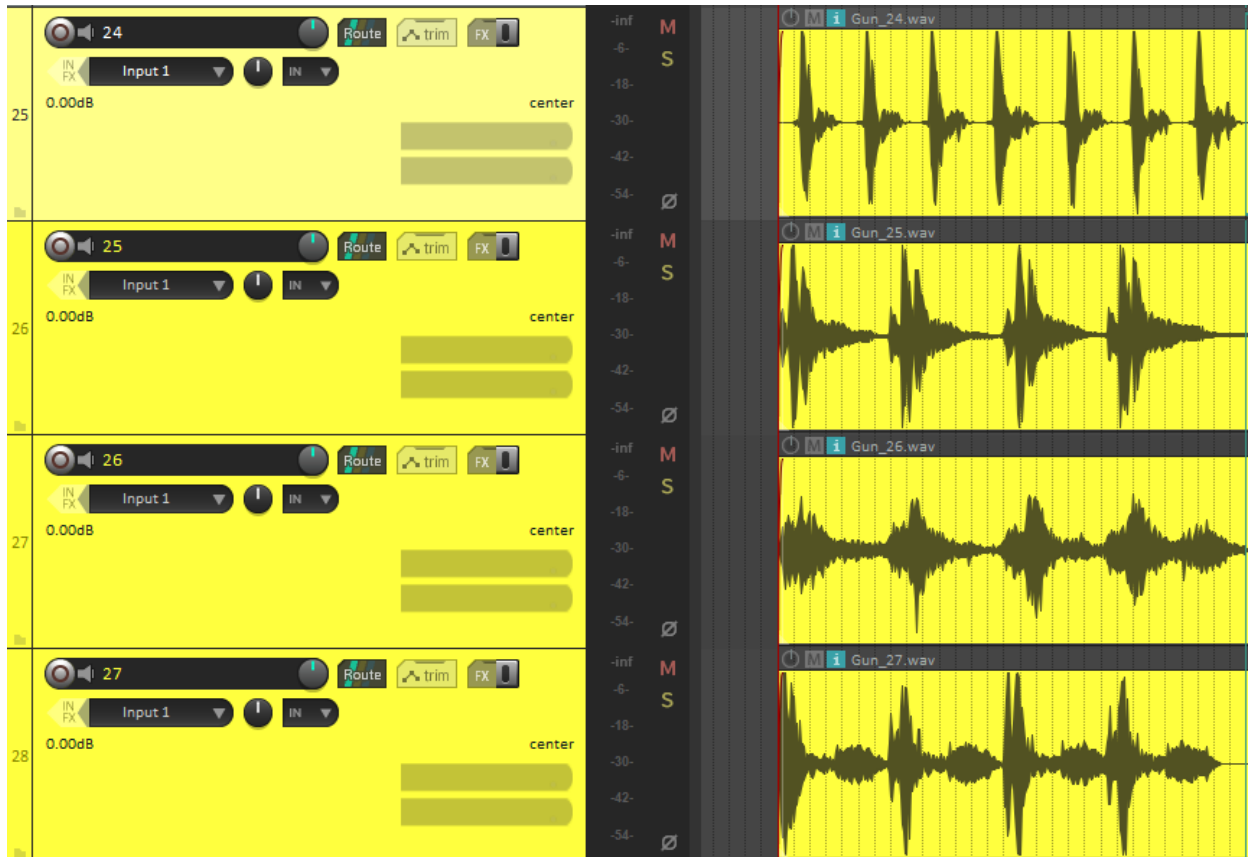 24 Route trim FX -inf M M i Gun_24.wav
-6- S
IN FX Input 1 IN
-18-
0.00dB center
25 -30-
-42-
-54- Ø
25 Route trim FX -inf M M i Gun_25.wav
-6- S
IN FX Input 1 IN
-18-
0.00dB center
26 -30-
-42-
-54- Ø
26 Route trim FX -inf M M i Gun_26.wav
-6- S
IN FX Input 1 IN
-18-
0.00dB center
27 -30-
-42-
-54- Ø
27 Route trim FX -inf M M i Gun_27.wav
-6- S
IN FX Input 1 IN
-18-
0.00dB center
28 -30-
-42-
-54- Ø